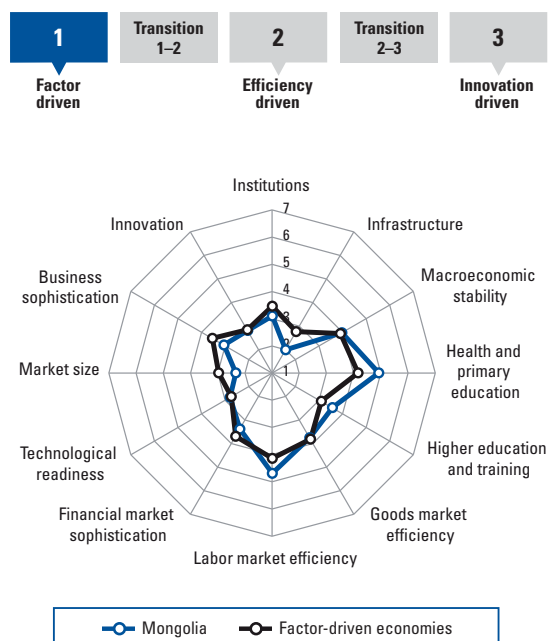 1
Transition
1–2
2
Transition
2–3
3
Factor
driven
Efficiency
driven
Innovation
driven
Institutions
Innovation
Infrastructure
Business
sophistication
Macroeconomic
stability
Market size
Health and
primary
education
Technological
readiness
Higher education
and training
Financial market
sophistication
Goods market
efficiency
Labor market efficiency
7
6
5
4
3
2
1
Mongolia
Factor-driven economies